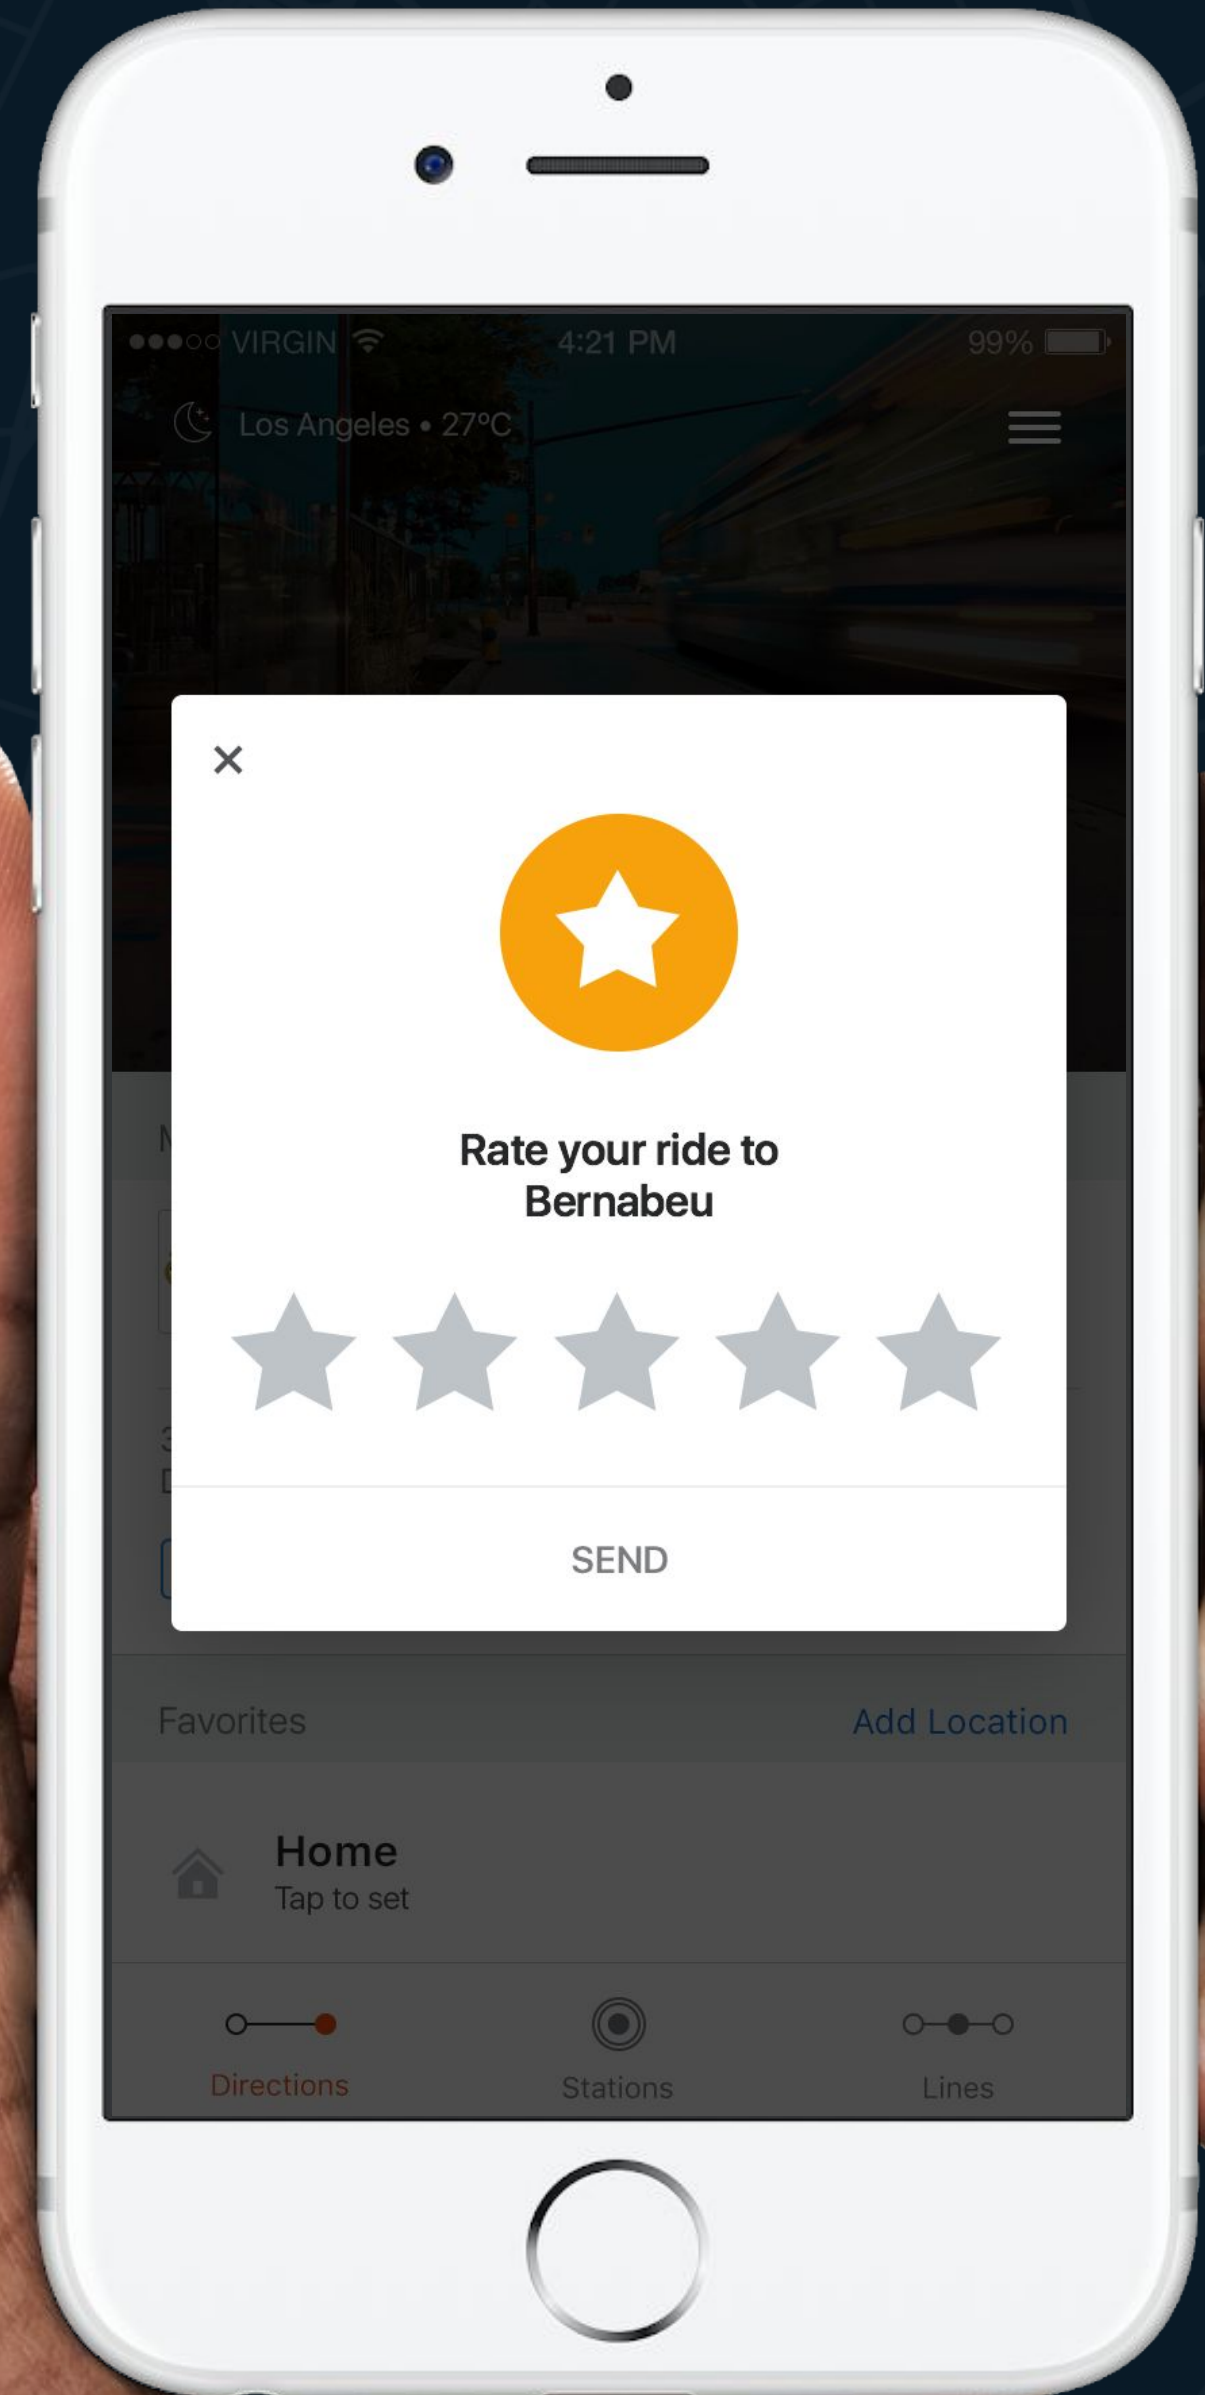 VIRGIN 4:21 PM 99%
Los Angeles • 27ºC
Rate your ride to
Bernabeu
SEND
Favorites Add Location
Home
Tap to set
Directions Stations Lines